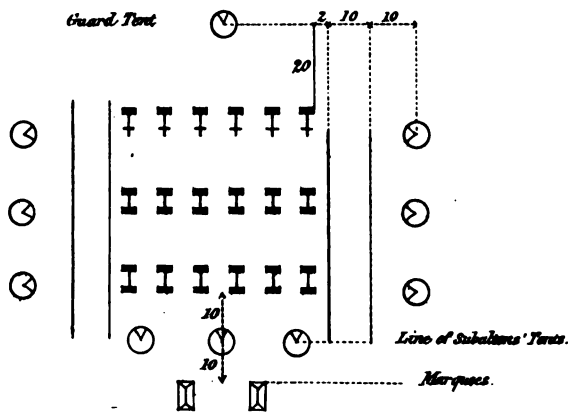 Guard Tent
2 10 10
20
10
Line of Subalterns' Tents.
10
Marquees.